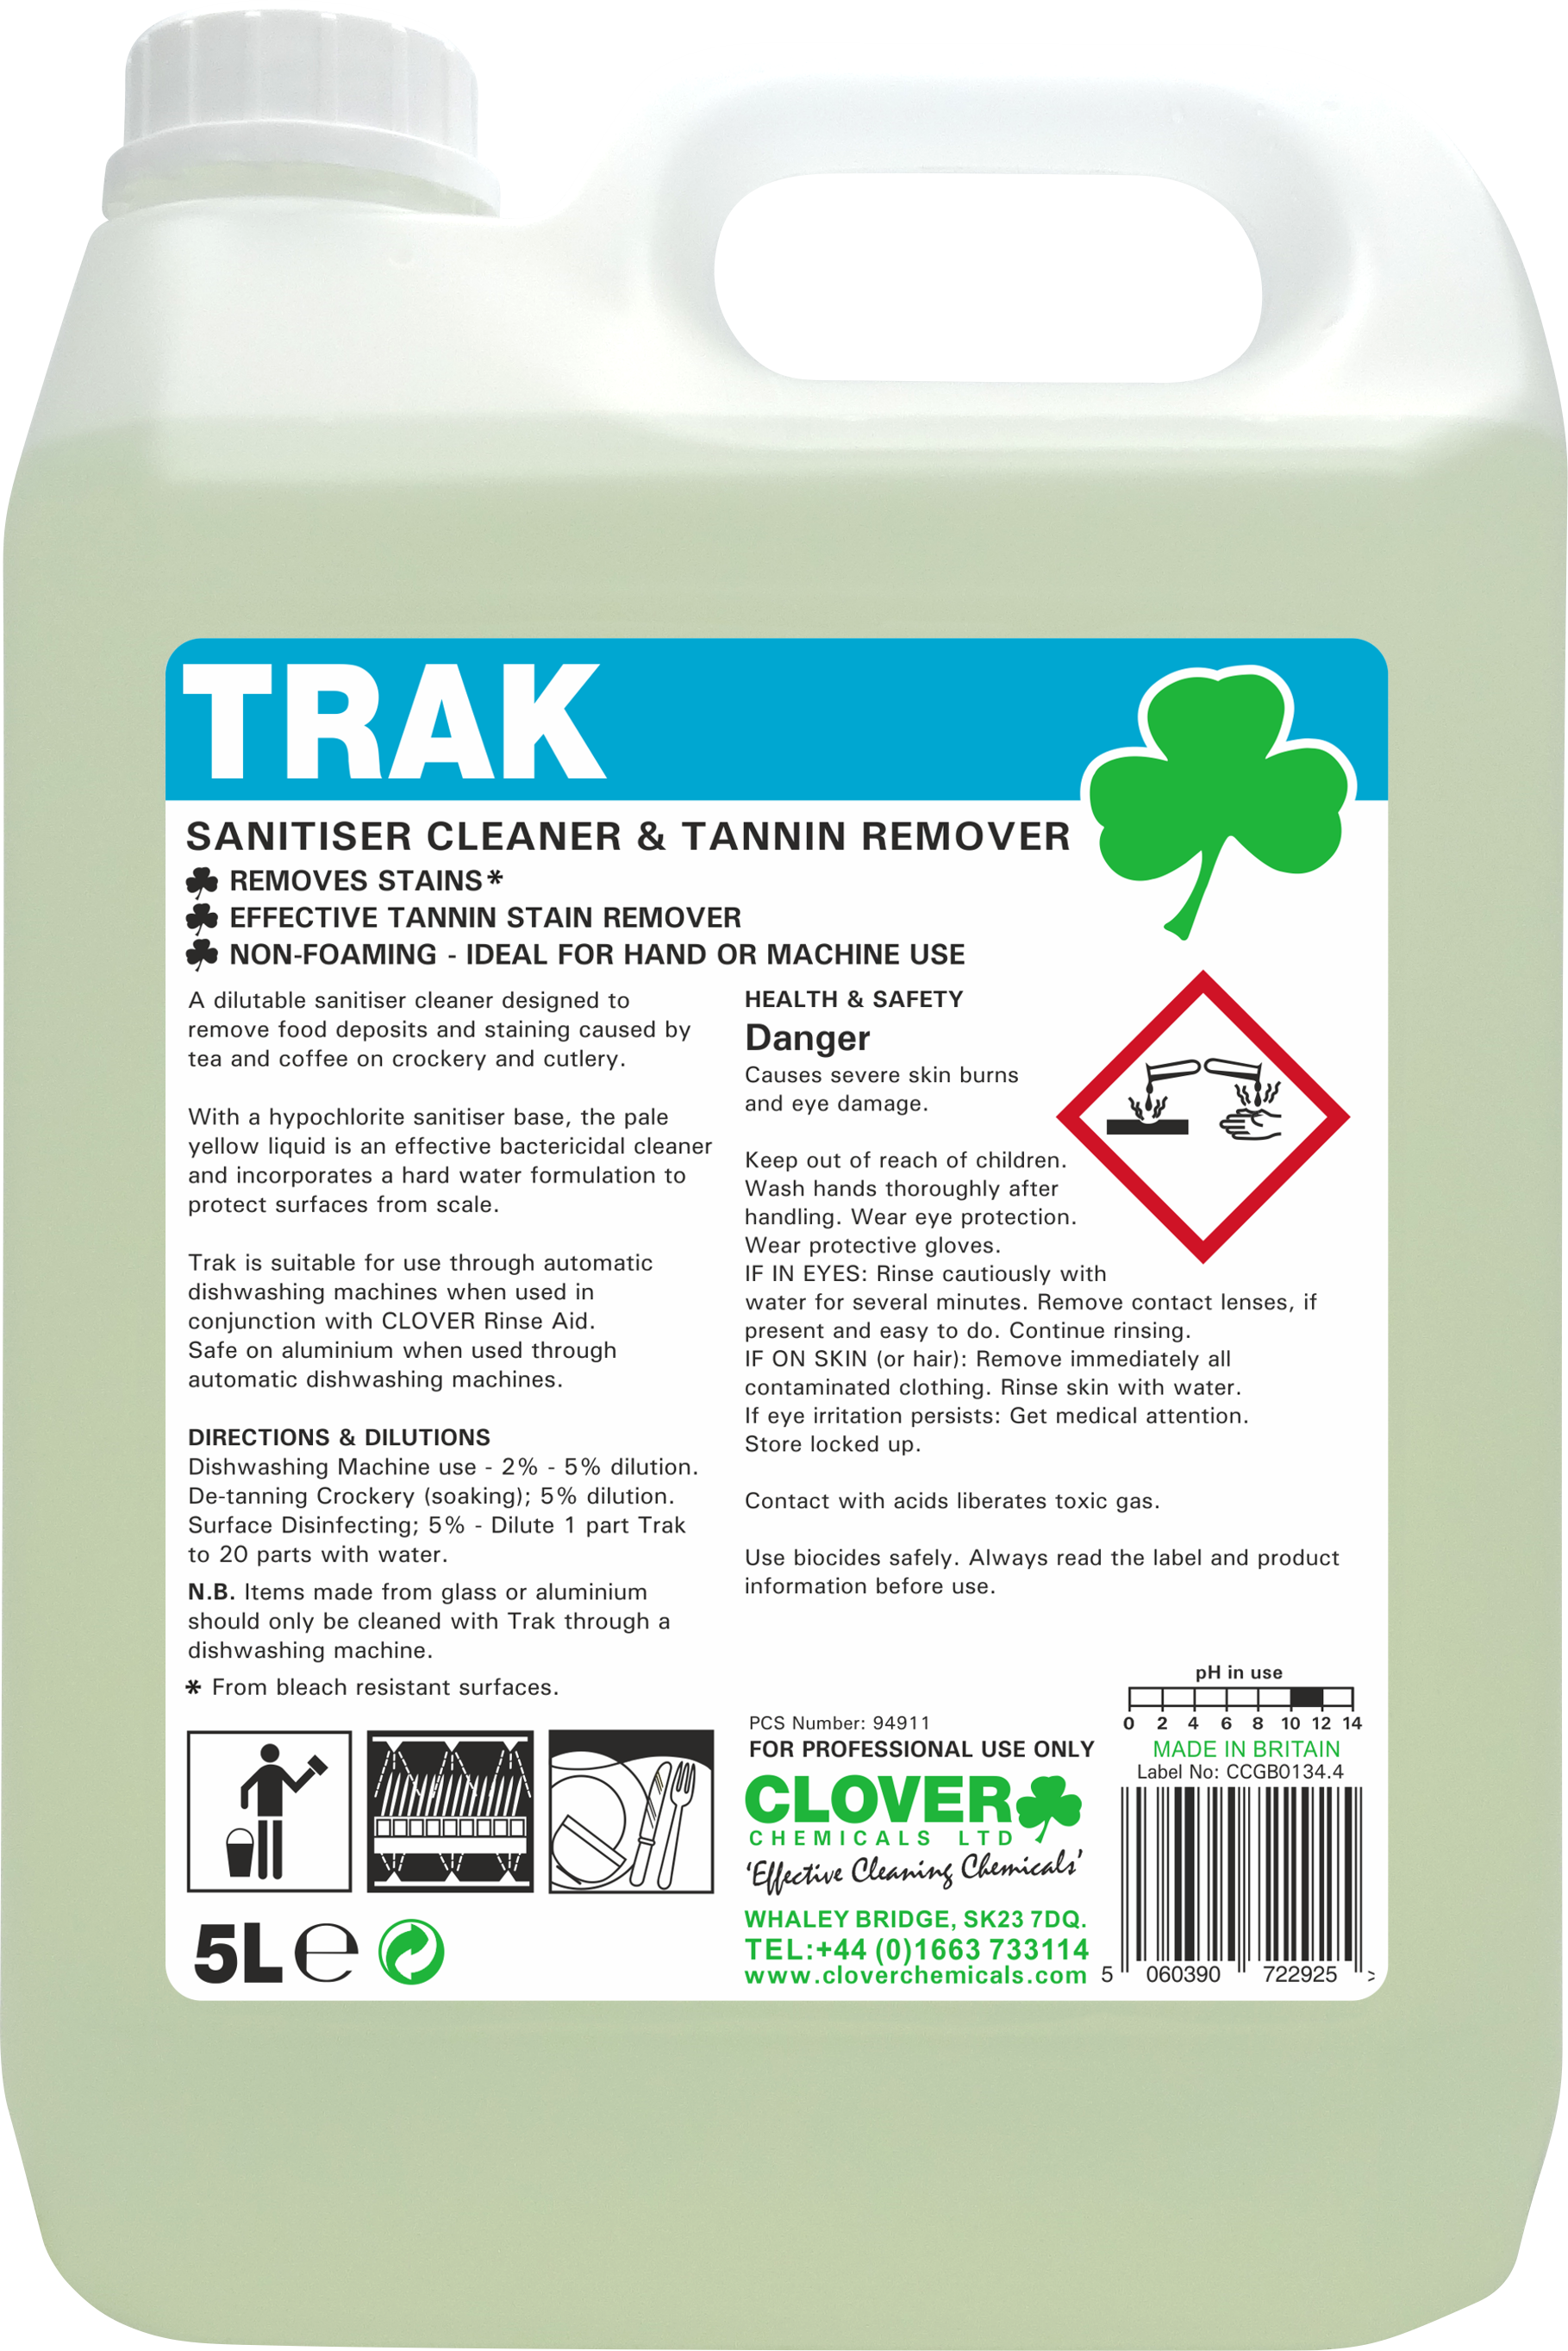 TRAK
SANITISER CLEANER & TANNIN REMOVER
REMOVES STAINS*
EFFECTIVE TANNIN STAIN REMOVER
NON-FOAMING - IDEAL FOR HAND OR MACHINE USE
A dilutable sanitiser cleaner designed to
remove food deposits and staining caused by
tea and coffee on crockery and cutlery.
With a hypochlorite sanitiser base, the pale
yellow liquid is an effective bactericidal cleaner
and incorporates a hard water formulation to
protect surfaces from scale.
Trak is suitable for use through automatic
dishwashing machines when used in
conjunction with CLOVER Rinse Aid.
Safe on aluminium when used through
automatic dishwashing machines.
DIRECTIONS & DILUTIONS
Dishwashing Machine use - 2% - 5% dilution.
De-tanning Crockery (soaking); 5% dilution.
Surface Disinfecting; 5% - Dilute 1 part Trak
to 20 parts with water.
N.B. Items made from glass or aluminium
should only be cleaned with Trak through a
dishwashing machine.
* From bleach resistant surfaces.
5L e
HEALTH & SAFETY
Danger
Causes severe skin burns
and eye damage.
Keep out of reach of children.
Wash hands thoroughly after
handling. Wear eye protection.
Wear protective gloves.
IF IN EYES: Rinse cautiously with
water for several minutes. Remove contact lenses, if
present and easy to do. Continue rinsing.
IF ON SKIN (or hair): Remove immediately all
contaminated clothing. Rinse skin with water.
If eye irritation persists: Get medical attention.
Store locked up.
Contact with acids liberates toxic gas.
Use biocides safely. Always read the label and product
information before use.
PCS Number: 94911
FOR PROFESSIONAL USE ONLY
CLOVER
CHEMICALS LTD
'Effective Cleaning Chemicals'
WHALEY BRIDGE, SK23 7DQ.
TEL:+44 (0)1663 733114
www.cloverchemicals.com
pH in use
0 2 4 6 8 10 12 14
MADE IN BRITAIN
Label No: CCGB0134.4
5 060390 722925 >